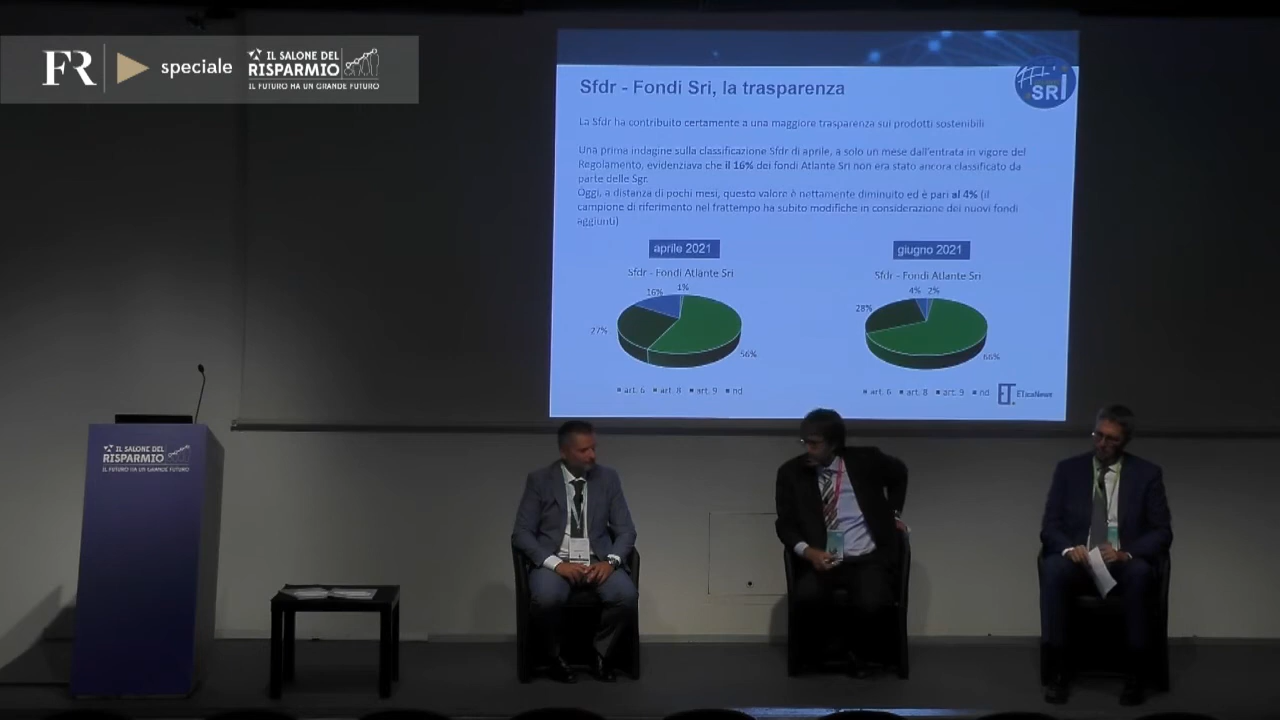 FR
speciale
IL SALONE DEL
RISPARMIO
IL FUTURO HA UN GRANDE FUTURO
Sfdr - Fondi Sri, la trasparenza
SRI
La Sfdr ha contribuito certamente a una maggiore trasparenza sui prodotti sostenibili
Una prima indagine sulla classificazione Sfdr di aprile, a solo un mese dall'entrata in vigore del
Regolamento, evidenziava che il 16% dei fondi Atlante Sri non era stato ancora classificato da
parte delle Sgr.
Oggi, a distanza di pochi mesi, questo valore è nettamente diminuito ed è pari al 4% (il
campione di riferimento nel frattempo ha subito modifiche in considerazione dei nuovi fondi
aggiunti)
aprile 2021
Sfdr - Fondi Atlante Sri
16%
1%
27%
56%
art. 6 art. 8 art. 9 nd
giugno 2021
Sfdr - Fondi Atlante Sri
4%
2%
28%
66%
art. 6 art. 8 art. 9 nd
ET.
ETicaNews
IL SALONE DEL
RISPARMIO
IL FUTURO HA UN GRANDE FUTURO